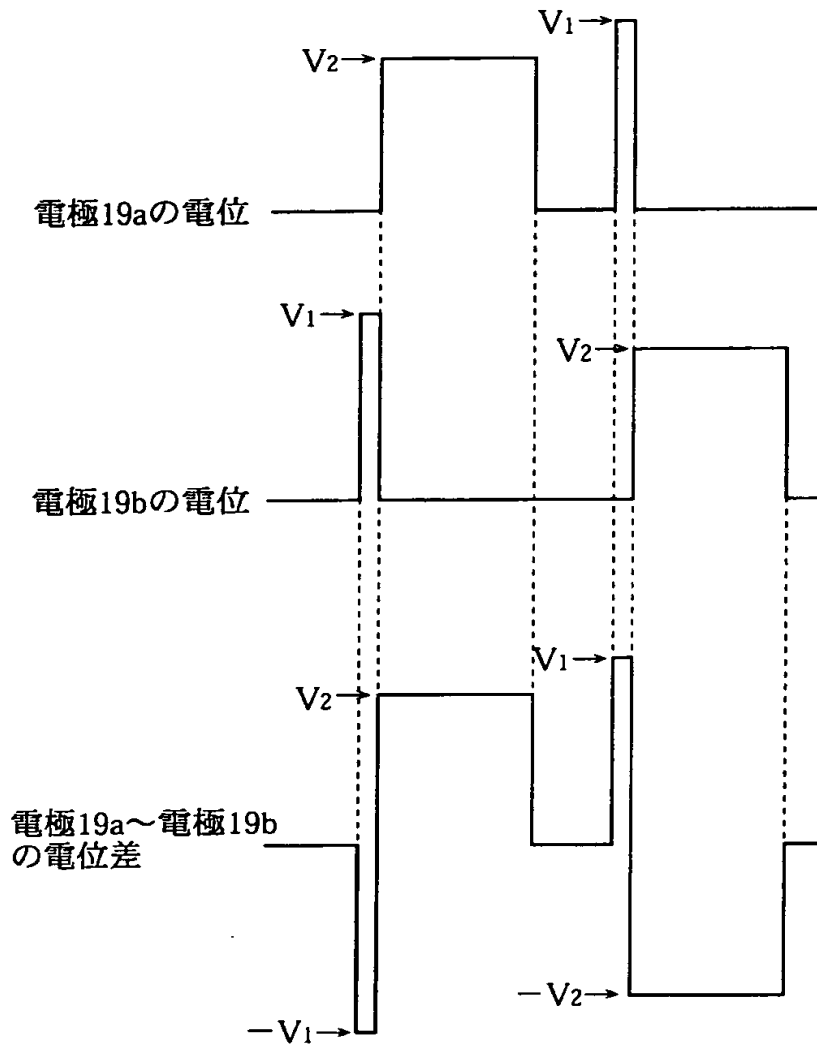 V1→
V2→
電極19aの電位
V1→
V2→
電極19bの電位
V1→
V2→
電極19a～電極19b
の電位差
－V2→
－V1→